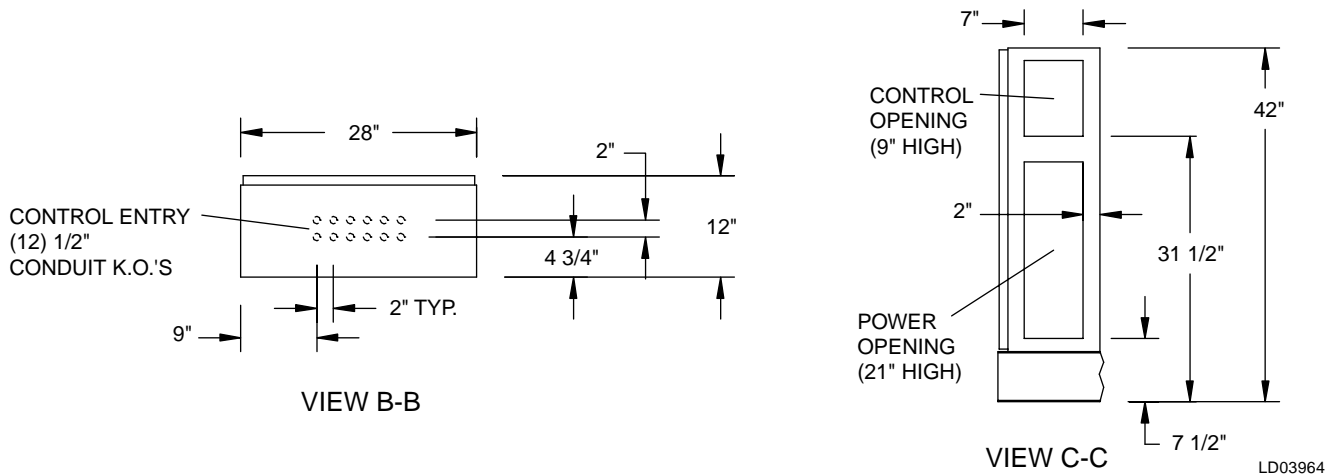 28"
2"
CONTROL ENTRY
(12) 1/2"
CONDUIT K.O.'S
12"
4 3/4"
2" TYP.
9"
VIEW B-B
7"
CONTROL
OPENING
(9" HIGH)
42"
2"
31 1/2"
POWER
OPENING
(21" HIGH)
7 1/2"
VIEW C-C
LD03964